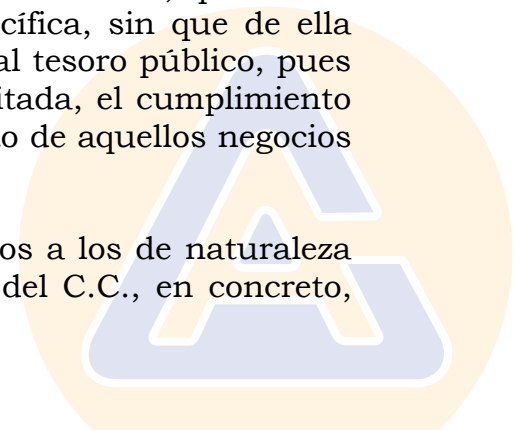 cífica, sin que de ella
al tesoro público, pues
itada, el cumplimiento
o de aquellos negocios
os a los de naturaleza
del C.C., en concreto,